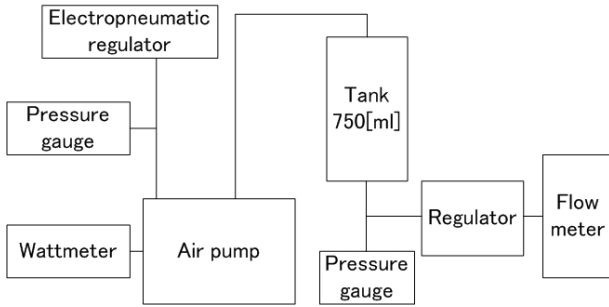 Electropneumatic
regulator
Pressure
gauge
Wattmeter
Air pump
Tank
750[ml]
Pressure
gauge
Regulator
Flow
meter